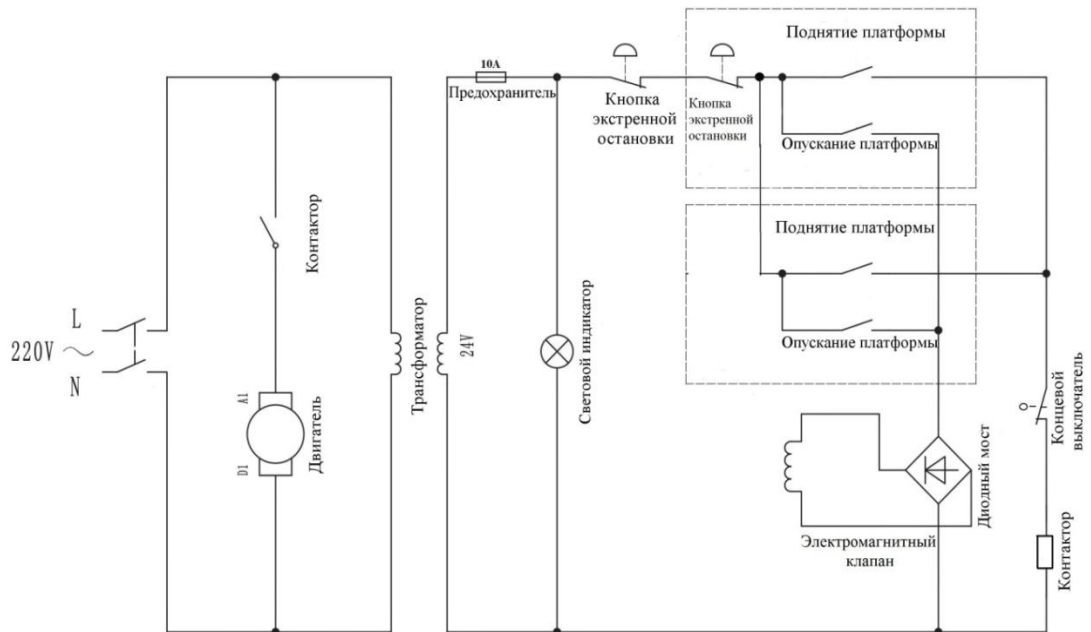 Поднятие платформы
10А
Предохранитель
Кнопка
экстренной
остановки
Кнопка
экстренной
остановки
Опускание платформы
Контактор
Поднятие платформы
L
220V
N
Трансформатор
24V
Световой индикатор
Опускание платформы
Концевой
выключатель
A1
D1
Двигатель
Диодный мост
Электромагнитный
клапан
Контактор